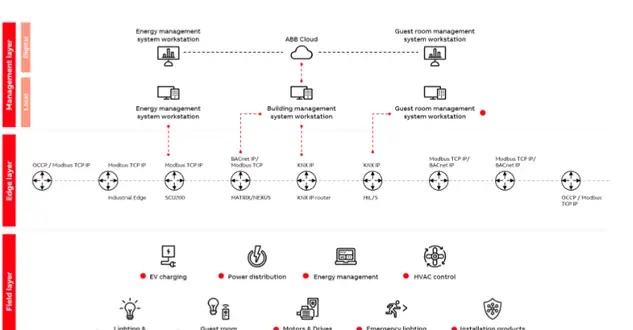 Energy management
system workstation
ABB Cloud
Guest room management
system workstation
Management layer
Digital
Local
Energy management
system workstation
Building management
system workstation
Guest room management
system workstation
Edge layer
OCCP / Modbus TCP IP
Modbus TCP IP
Modbus TCP IP
BACnet IP/
Modbus TCP
KNX IP
KNX IP
Modbus TCP IP/
BACnet IP
Modbus TCP IP/
BACnet IP
Industrial Edge
SCU200
MATRIX/NEXUS
KNX IP router
HIL/S
OCCP / Modbus
TCP IP
Field layer
EV charging
Power distribution
Energy management
HVAC control
Lighting &
Guest room
Motors & Drives
Emergency lighting
Installation products